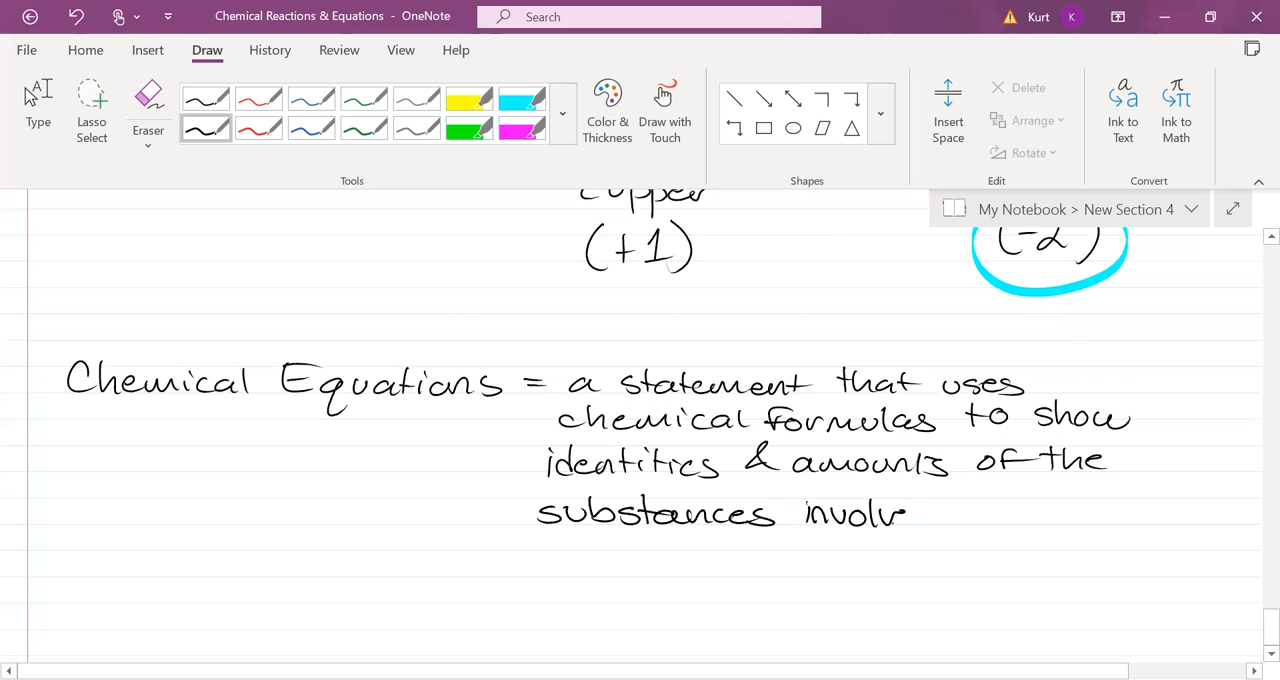 Chemical Reactions & Equations - OneNote
Search
Kurt
K
File Home Insert Draw History Review View Help
Type
Lasso Select
Eraser
Color & Thickness
Draw with Touch
Insert Space
Delete
Arrange
Rotate
Ink to Text
Ink to Math
Tools Shapes Edit Convert
My Notebook > New Section 4
copper
(+1) (-2)
Chemical Equations = a statement that uses
chemical formulas to show
identities & amounts of the
substances involv